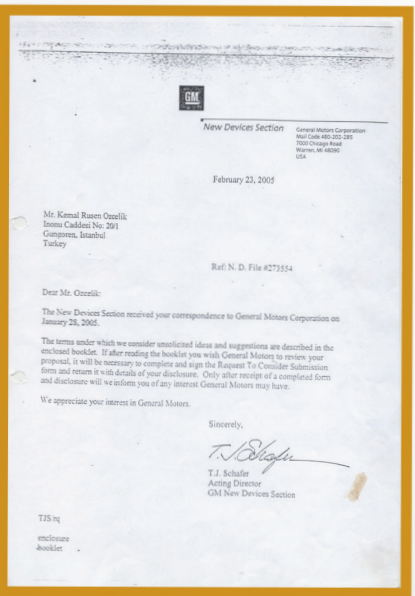 GM
New Devices Section
General Motors Corporation
Mail Code 480-202-285
7000 Chicago Road
Warren, MI 48090
USA
February 23, 2005
Mr. Kemal Rusen Ozcelik
Inonu Caddesi No: 20/1
Gungoren, Istanbul
Turkey
Ref: N. D. File #273554
Dear Mr. Ozcelik:
The New Devices Section received your correspondence to General Motors Corporation on
January 28, 2005.
The terms under which we consider unsolicited ideas and suggestions are described in the
enclosed booklet. If after reading the booklet you wish General Motors to review your
proposal, it will be necessary to complete and sign the Request To Consider Submission
form and return it with details of your disclosure. Only after receipt of a completed form
and disclosure will we inform you of any interest General Motors may have.
We appreciate your interest in General Motors.
Sincerely,
T.J. Schafer
T.J. Schafer
Acting Director
GM New Devices Section
TJS/nq
enclosure
booklet